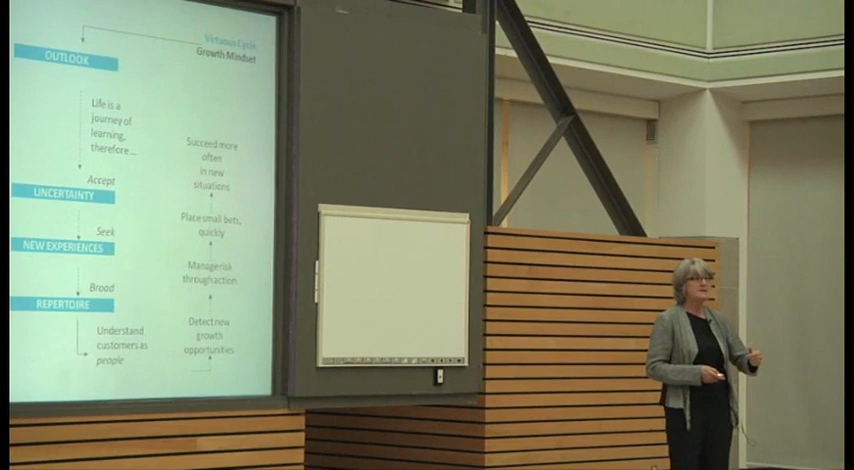 Virtuous Cycle
Growth Mindset
OUTLOOK
Life is a
journey of
learning,
therefore...
Accept
UNCERTAINTY
Seek
NEW EXPERIENCES
Broad
REPERTOIRE
Understand
customers as
people
Succeed more
often
in new
situations
Place small bets,
quickly
Manage risk
through action
Detect new
growth
opportunities